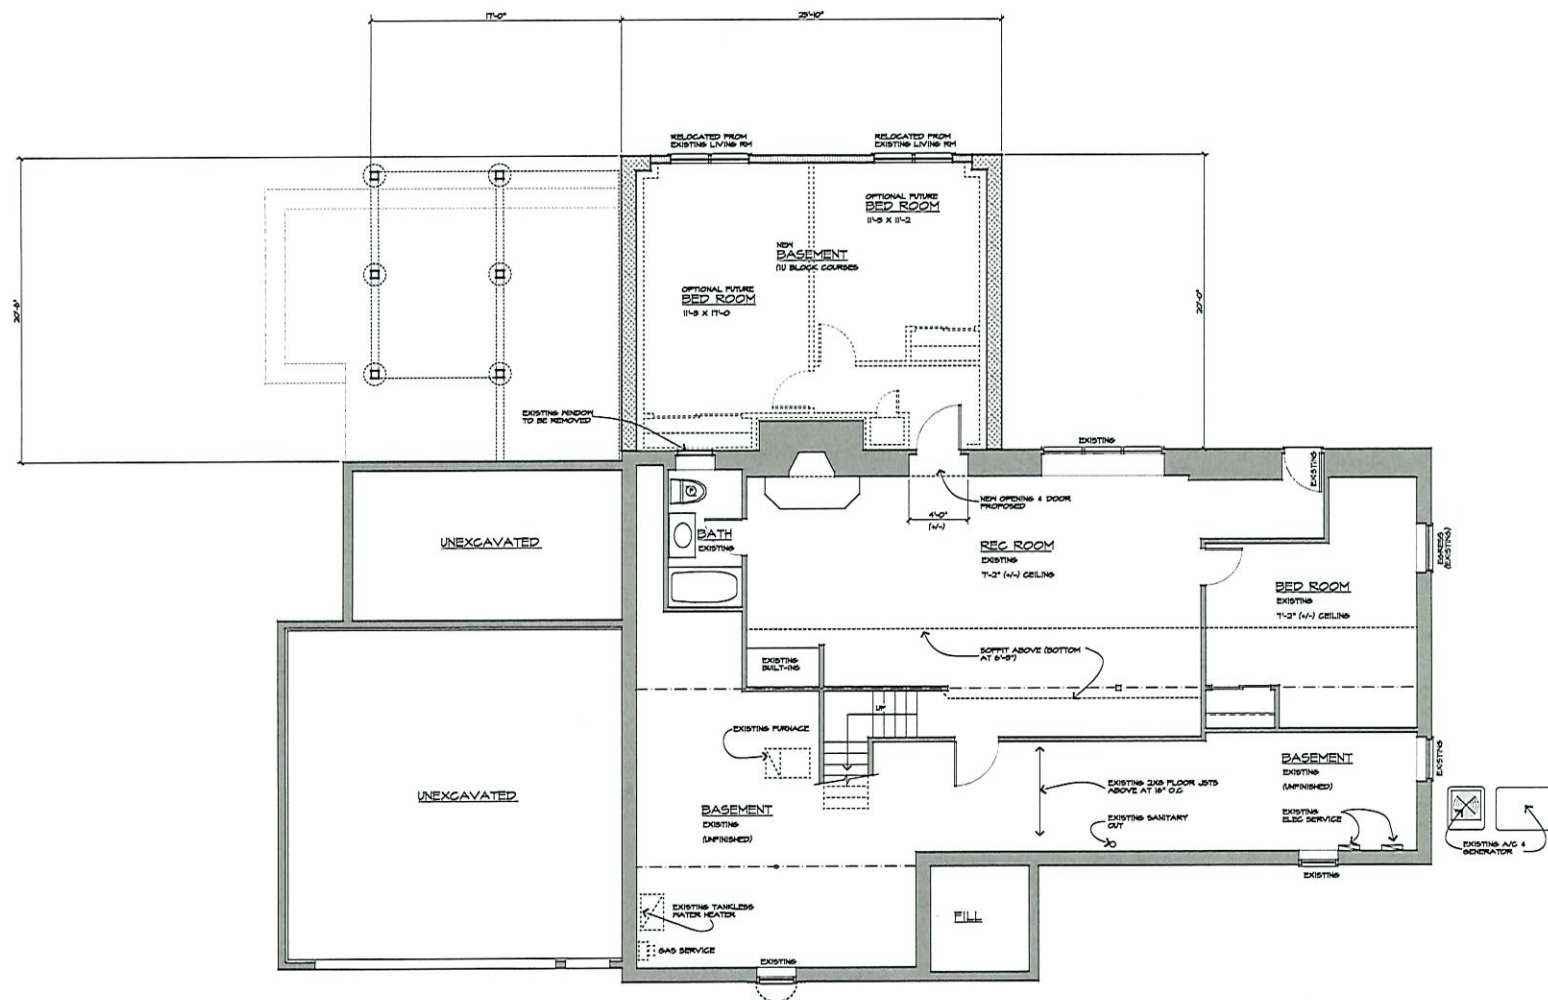 17'-0"
25'-10"
RELOCATED FROM
EXISTING LIVING RM
RELOCATED FROM
EXISTING LIVING RM
OPTIONAL FUTURE
BED ROOM
11'-5 X 11'-2
NEW
BASEMENT
(11) BLOCK COURSES
OPTIONAL FUTURE
BED ROOM
11'-5 X 17'-0
20'-8"
20'-0"
EXISTING WINDOW
TO BE REMOVED
EXISTING
EXISTING
NEW OPENING & DOOR
PROPOSED
4'-0"
(+/-)
UNEXCAVATED
BATH
EXISTING
REC ROOM
EXISTING
7'-2" (+/-) CEILING
EGRESS
(EXISTING)
BED ROOM
EXISTING
7'-2" (+/-) CEILING
SOFFIT ABOVE (BOTTOM
AT 6'-5")
EXISTING
BUILT-INS
UP
EXISTING FURNACE
UNEXCAVATED
BASEMENT
EXISTING
(UNFINISHED)
EXISTING 2X8 FLOOR JSTS
ABOVE AT 16" O.C.
EXISTING SANITARY
OUT
BASEMENT
EXISTING
(UNFINISHED)
EXISTING
ELEC SERVICE
EXISTING
EXISTING A/C &
GENERATOR
EXISTING
FILL
EXISTING TANKLESS
WATER HEATER
GAS SERVICE
EXISTING